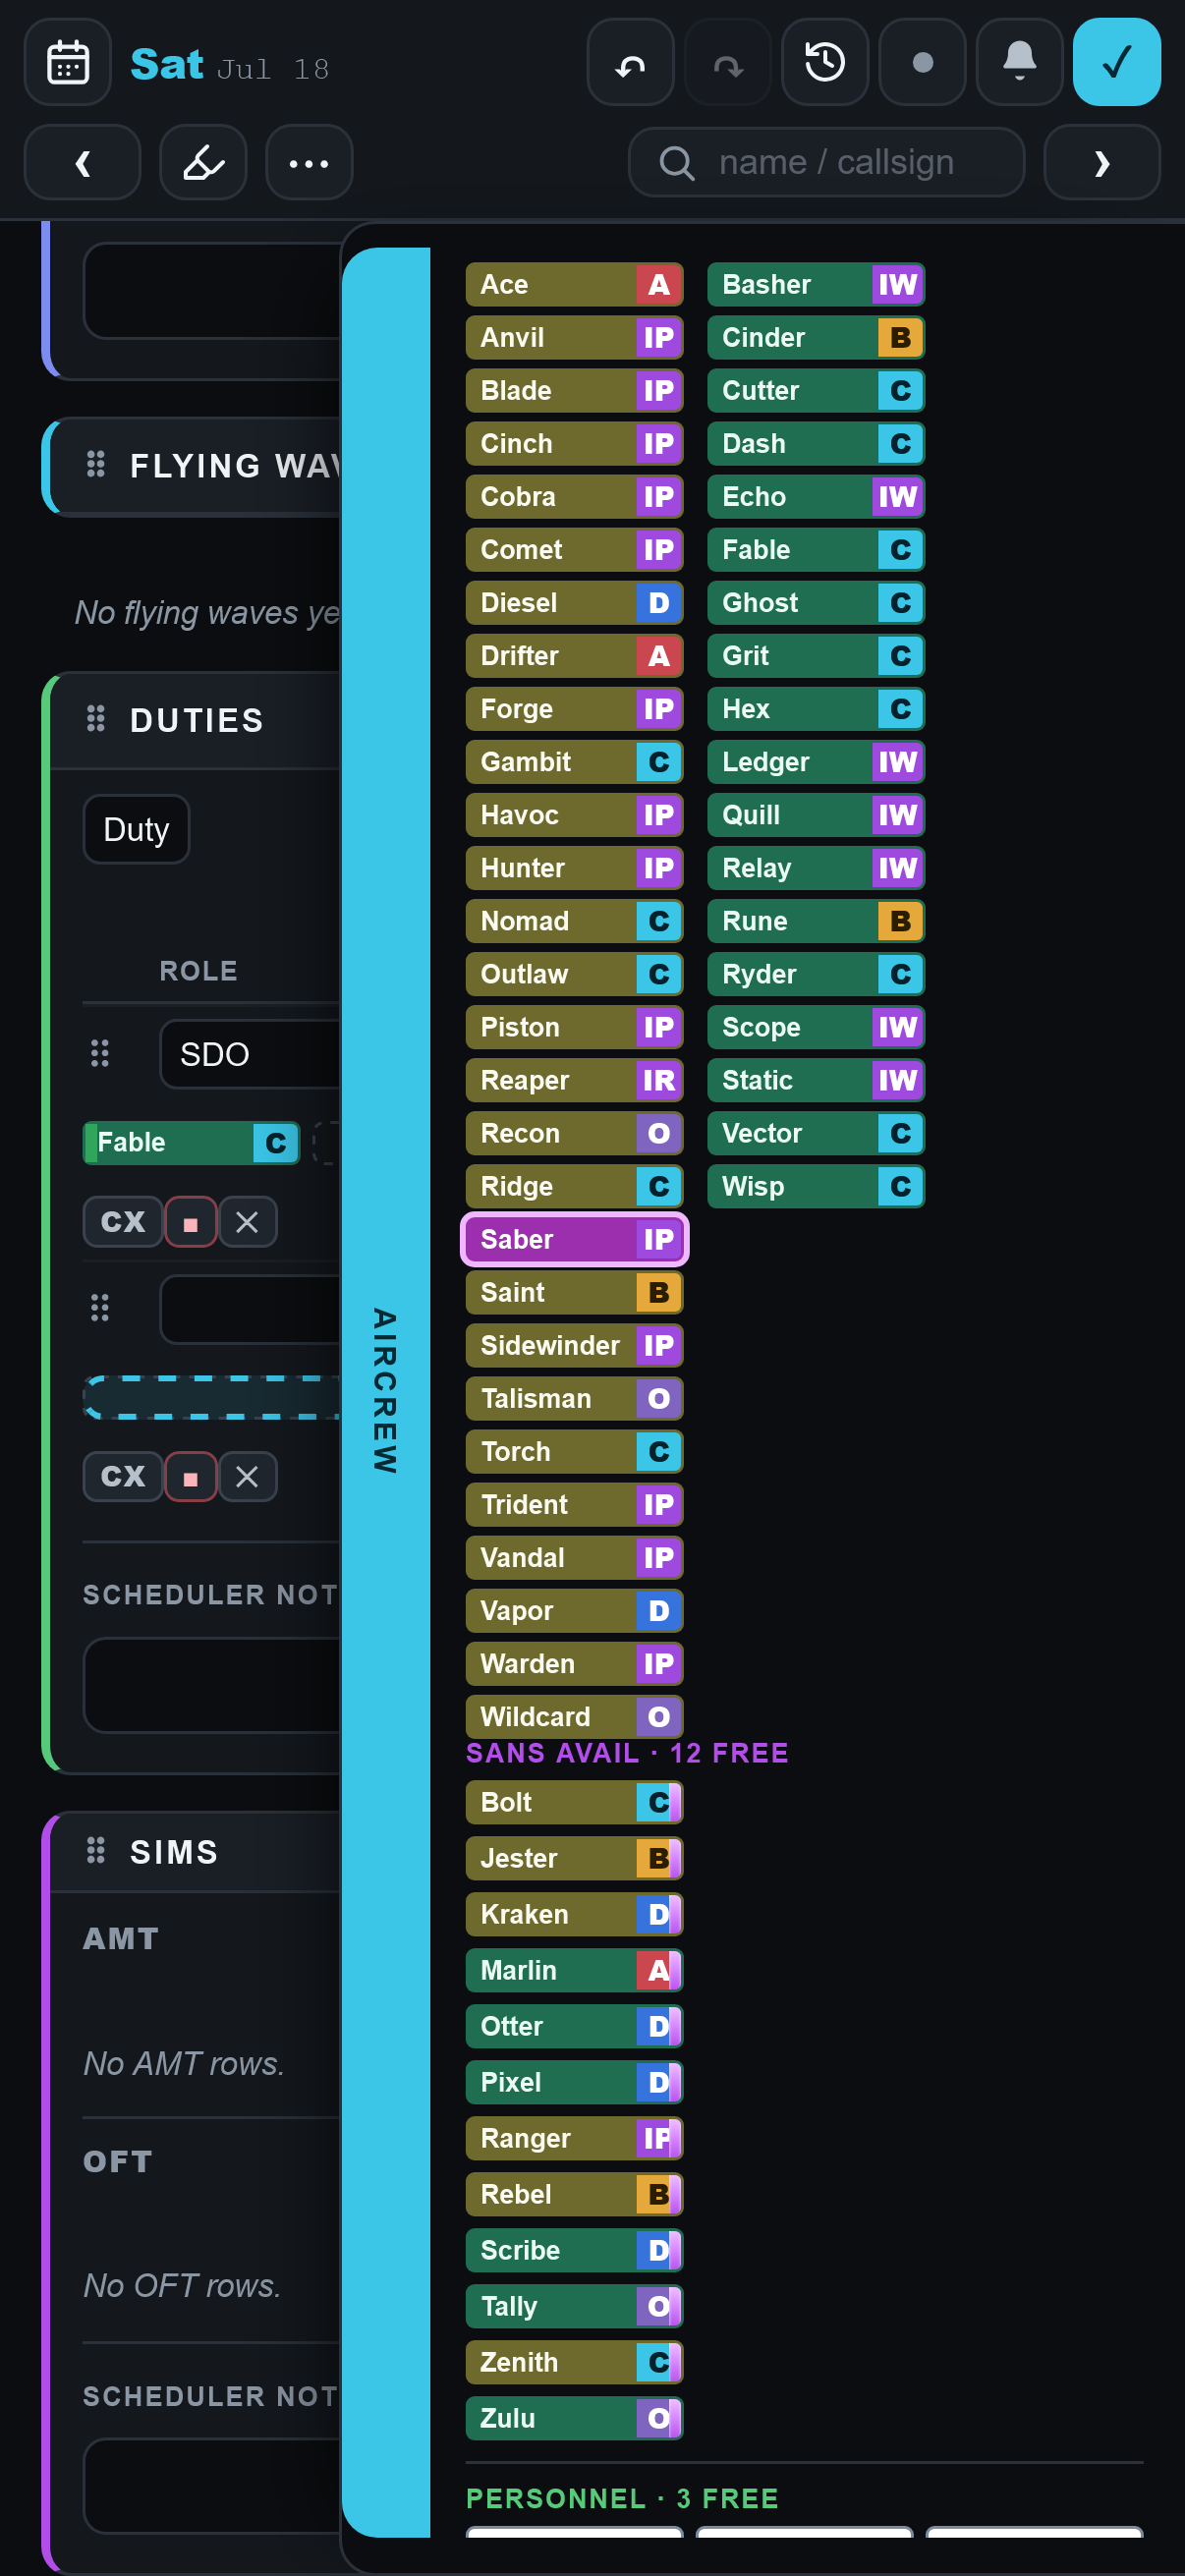 Sat Jul 18
name / callsign
FLYING WAV
No flying waves ye
DUTIES
Duty
ROLE
SDO
Fable C
CX
CX
SCHEDULER NOT
SIMS
AMT
No AMT rows.
OFT
No OFT rows.
SCHEDULER NOT
AIRCREW
Ace A
Anvil IP
Blade IP
Cinch IP
Cobra IP
Comet IP
Diesel D
Drifter A
Forge IP
Gambit C
Havoc IP
Hunter IP
Nomad C
Outlaw C
Piston IP
Reaper IR
Recon O
Ridge C
Saber IP
Saint B
Sidewinder IP
Talisman O
Torch C
Trident IP
Vandal IP
Vapor D
Warden IP
Wildcard O
Basher IW
Cinder B
Cutter C
Dash C
Echo IW
Fable C
Ghost C
Grit C
Hex C
Ledger IW
Quill IW
Relay IW
Rune B
Ryder C
Scope IW
Static IW
Vector C
Wisp C
SANS AVAIL · 12 FREE
Bolt C
Jester B
Kraken D
Marlin A
Otter D
Pixel D
Ranger IP
Rebel B
Scribe D
Tally O
Zenith C
Zulu O
PERSONNEL · 3 FREE